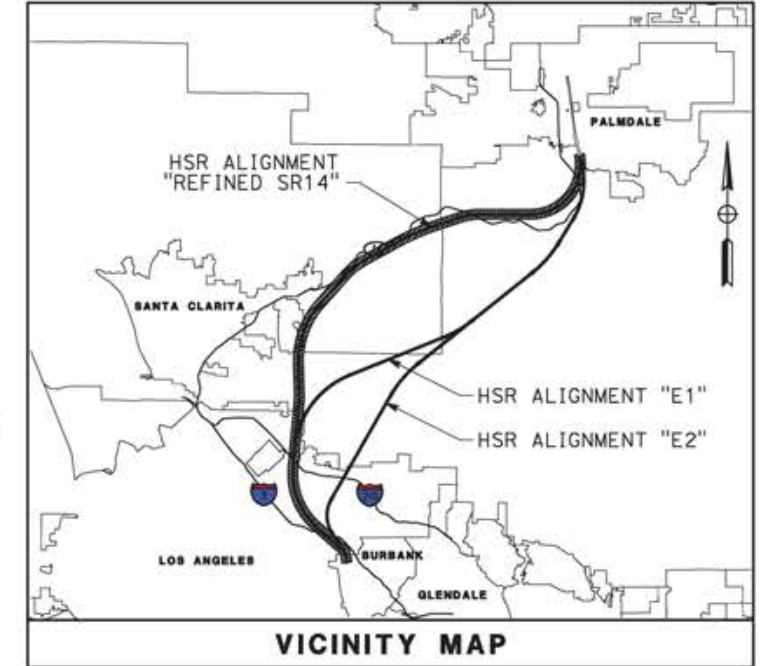 PALMDALE
HSR ALIGNMENT
"REFINED SR14"
SANTA CLARITA
HSR ALIGNMENT "E1"
HSR ALIGNMENT "E2"
5
LOS ANGELES
BURBANK
GLENDALE
VICINITY MAP